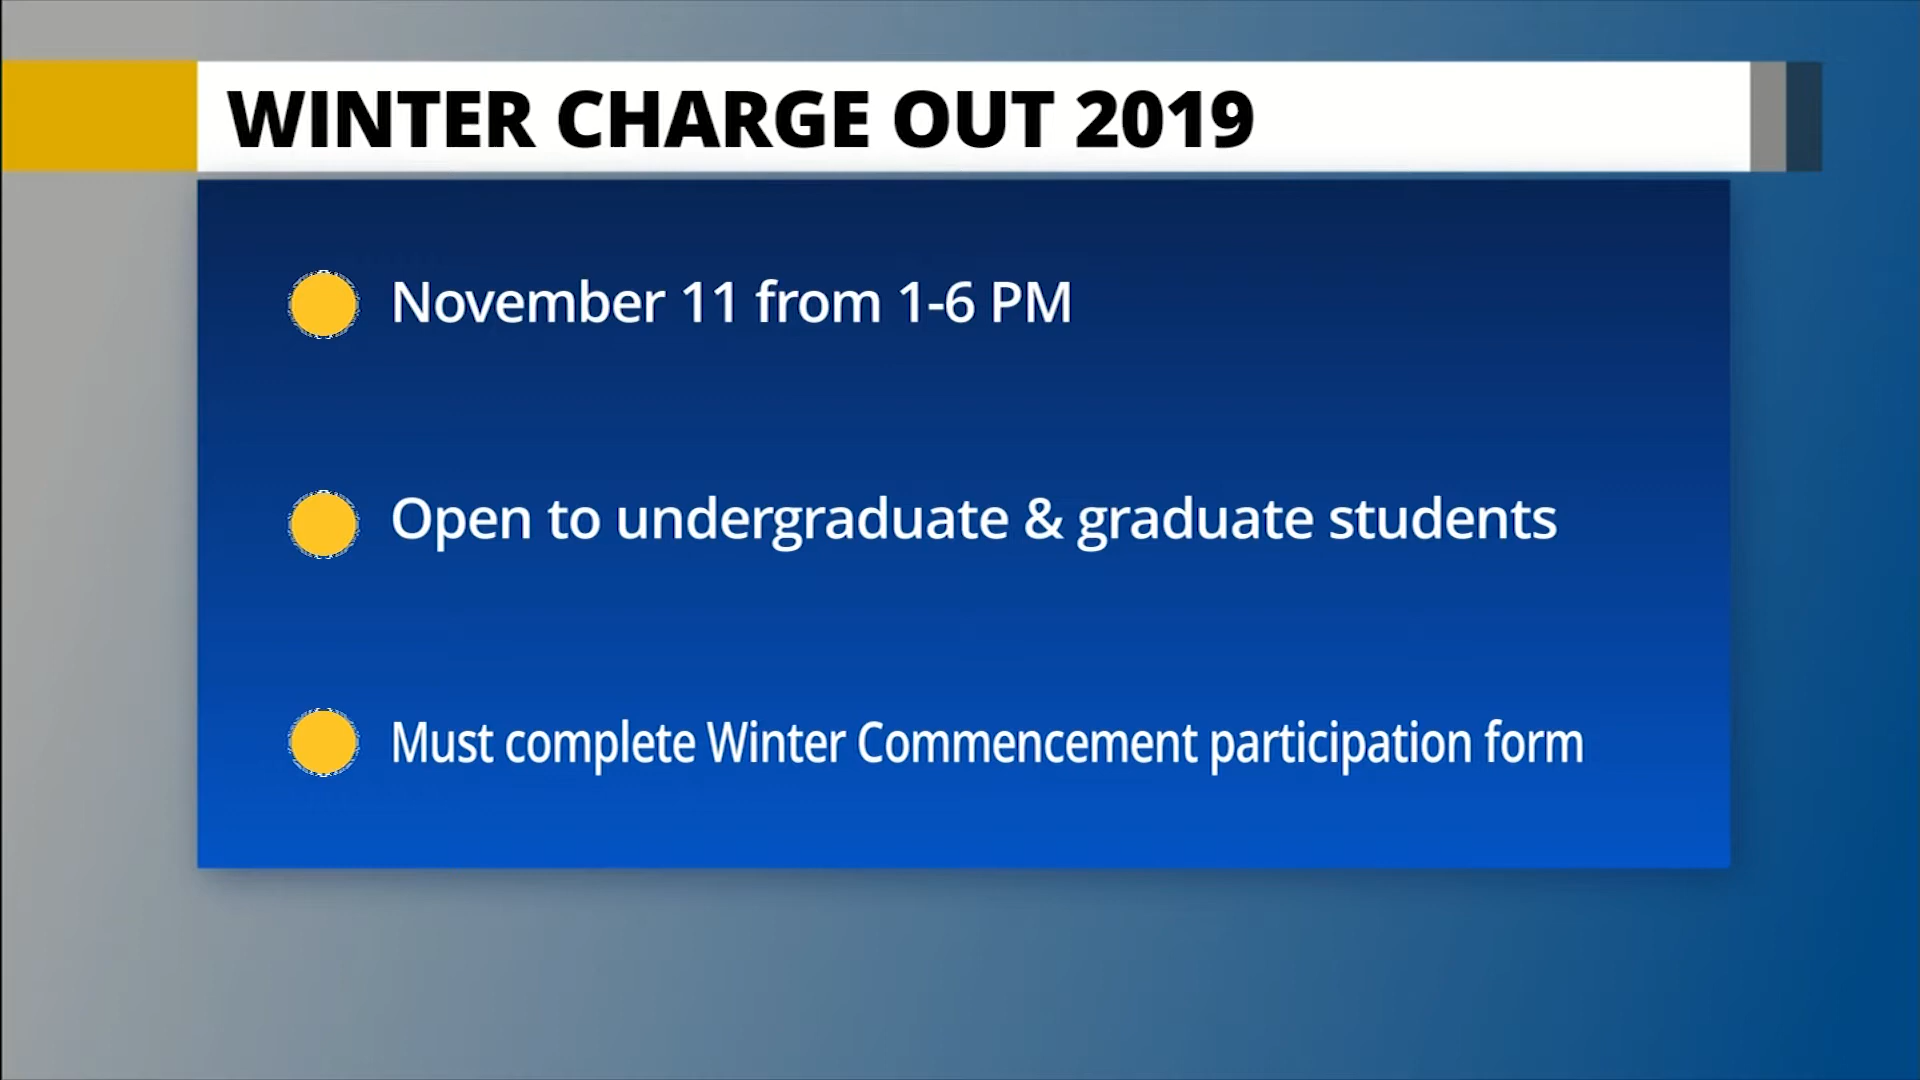 WINTER CHARGE OUT 2019
November 11 from 1-6 PM
Open to undergraduate & graduate students
Must complete Winter Commencement participation form